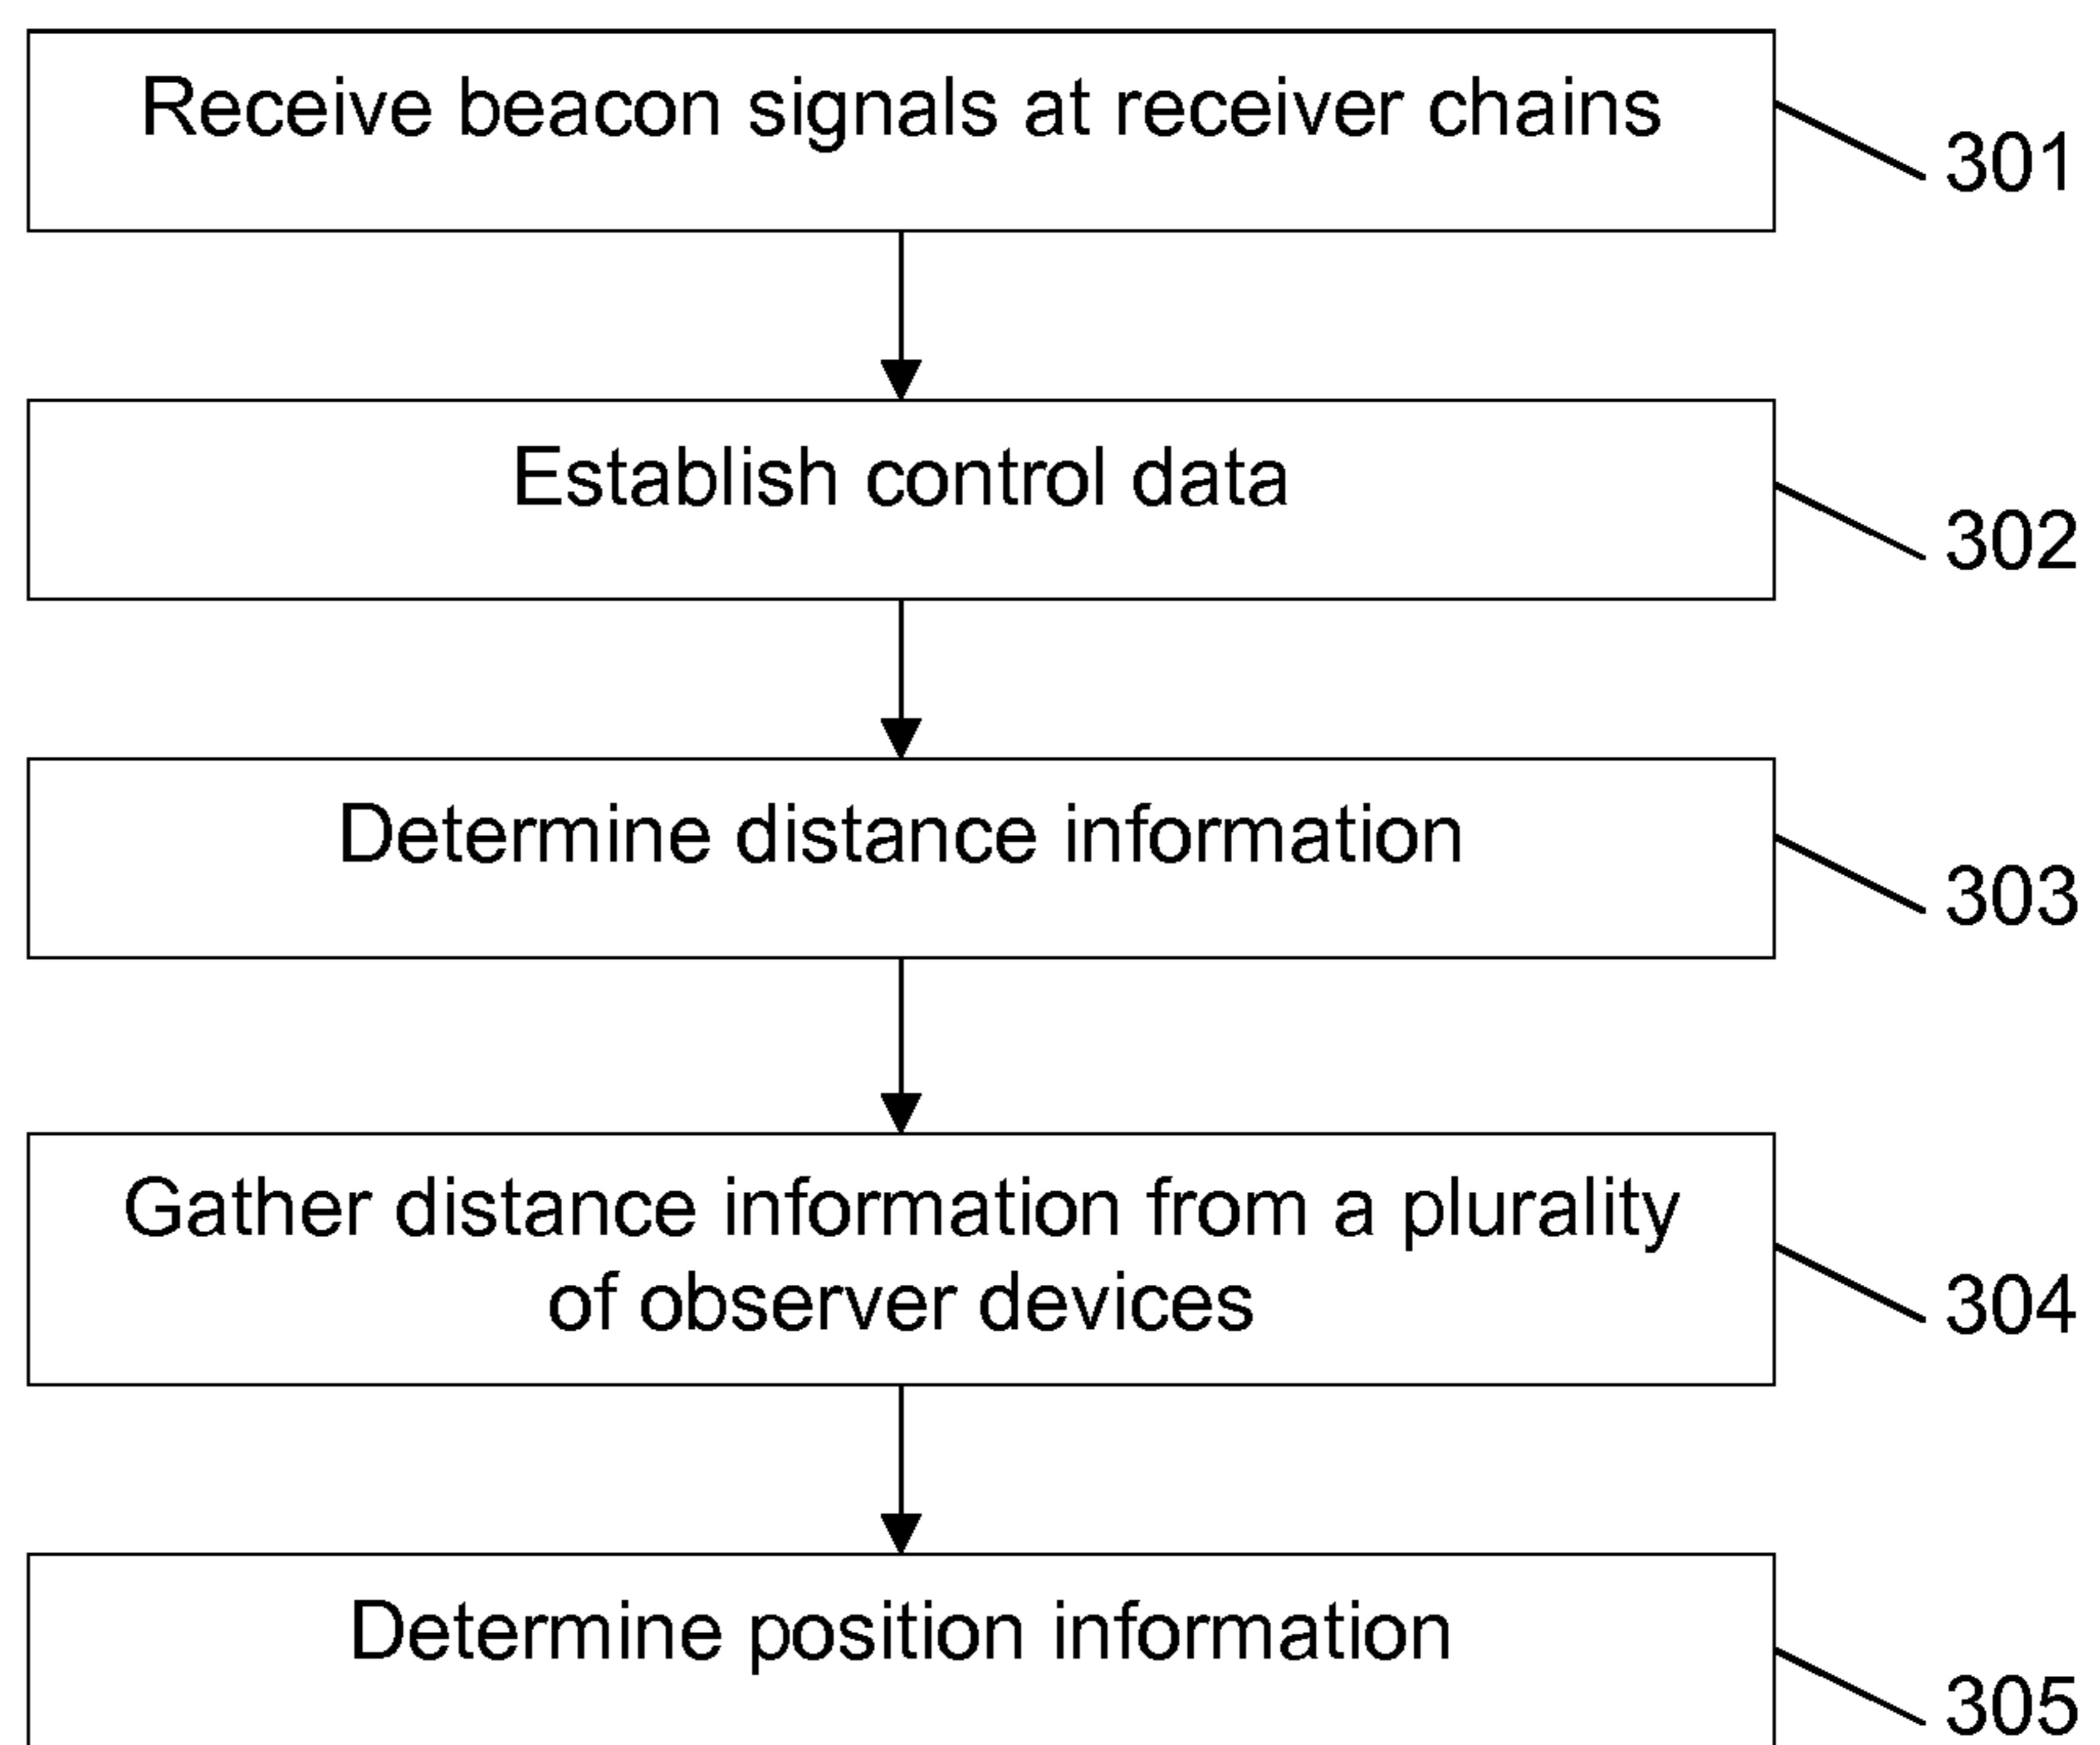 Receive beacon signals at receiver chains
301
Establish control data
302
Determine distance information
303
Gather distance information from a plurality
of observer devices
304
Determine position information
305